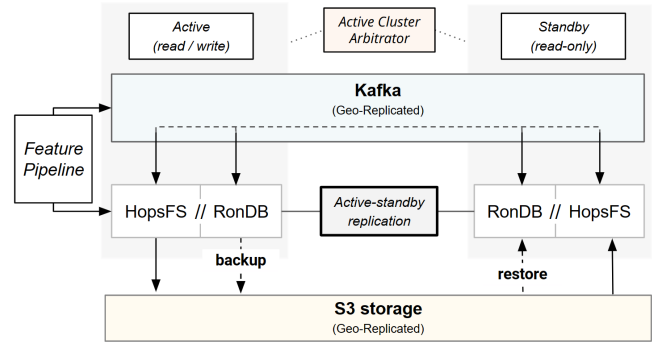 Active
(read / write)
Active Cluster
Arbitrator
Standby
(read-only)
Kafka
(Geo-Replicated)
Feature
Pipeline
HopsFS // RonDB
Active-standby
replication
RonDB // HopsFS
backup
restore
S3 storage
(Geo-Replicated)